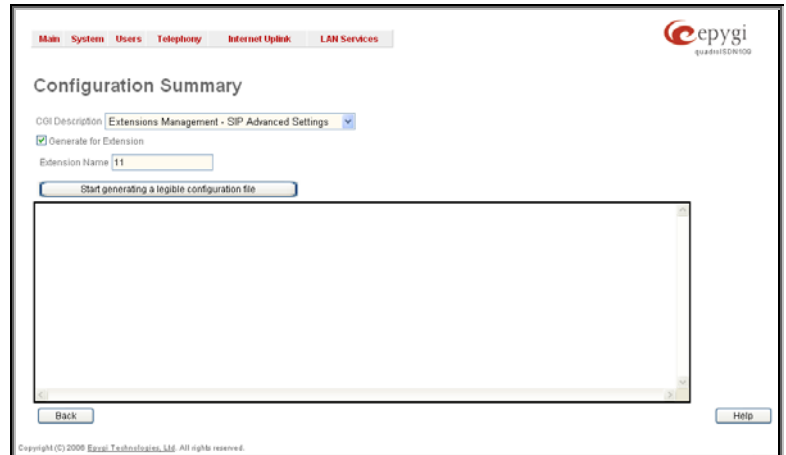 Main System Users Telephony Internet Uplink LAN Services
epygi
quadroISDN108
Configuration Summary
CGI Description Extensions Management - SIP Advanced Settings
Generate for Extension
Extension Name 11
Start generating a legible configuration file
Back Help
Copyright (C) 2006 Epygi Technologies, Ltd. All rights reserved.